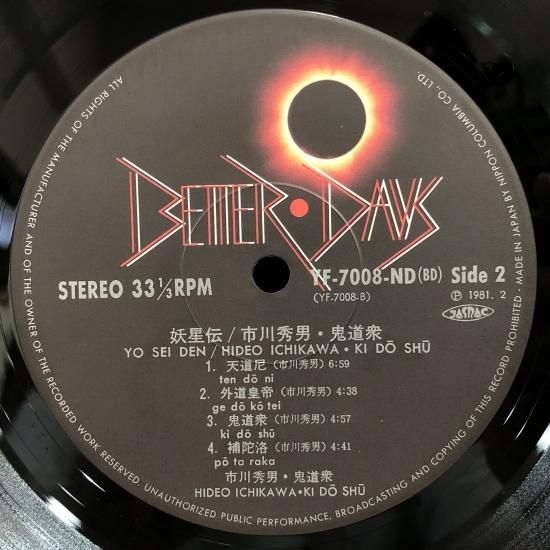 BETTER・DAYS
STEREO 33 1/3 RPM
YF-7008-ND(BD) Side 2
(YF-7008-B)
Ⓟ 1981. 2
JASRAC
妖星伝/市川秀男・鬼道衆
YO SEI DEN/HIDEO ICHIKAWA・KI DŌ SHŪ
1. 天道尼(市川秀男)6:59
ten dō ni
2. 外道皇帝(市川秀男)4:38
ge dō kō tei
3. 鬼道衆(市川秀男)4:57
ki dō shū
4. 補陀洛(市川秀男)4:41
pō ta raka
市川秀男・鬼道衆
HIDEO ICHIKAWA・KI DŌ SHŪ
ALL RIGHTS OF THE MANUFACTURER AND OF THE OWNER OF THE RECORDED WORK RESERVED. UNAUTHORIZED PUBLIC PERFORMANCE, BROADCASTING AND COPYING OF THIS RECORD PROHIBITED・MADE IN JAPAN BY NIPPON COLUMBIA CO., LTD.